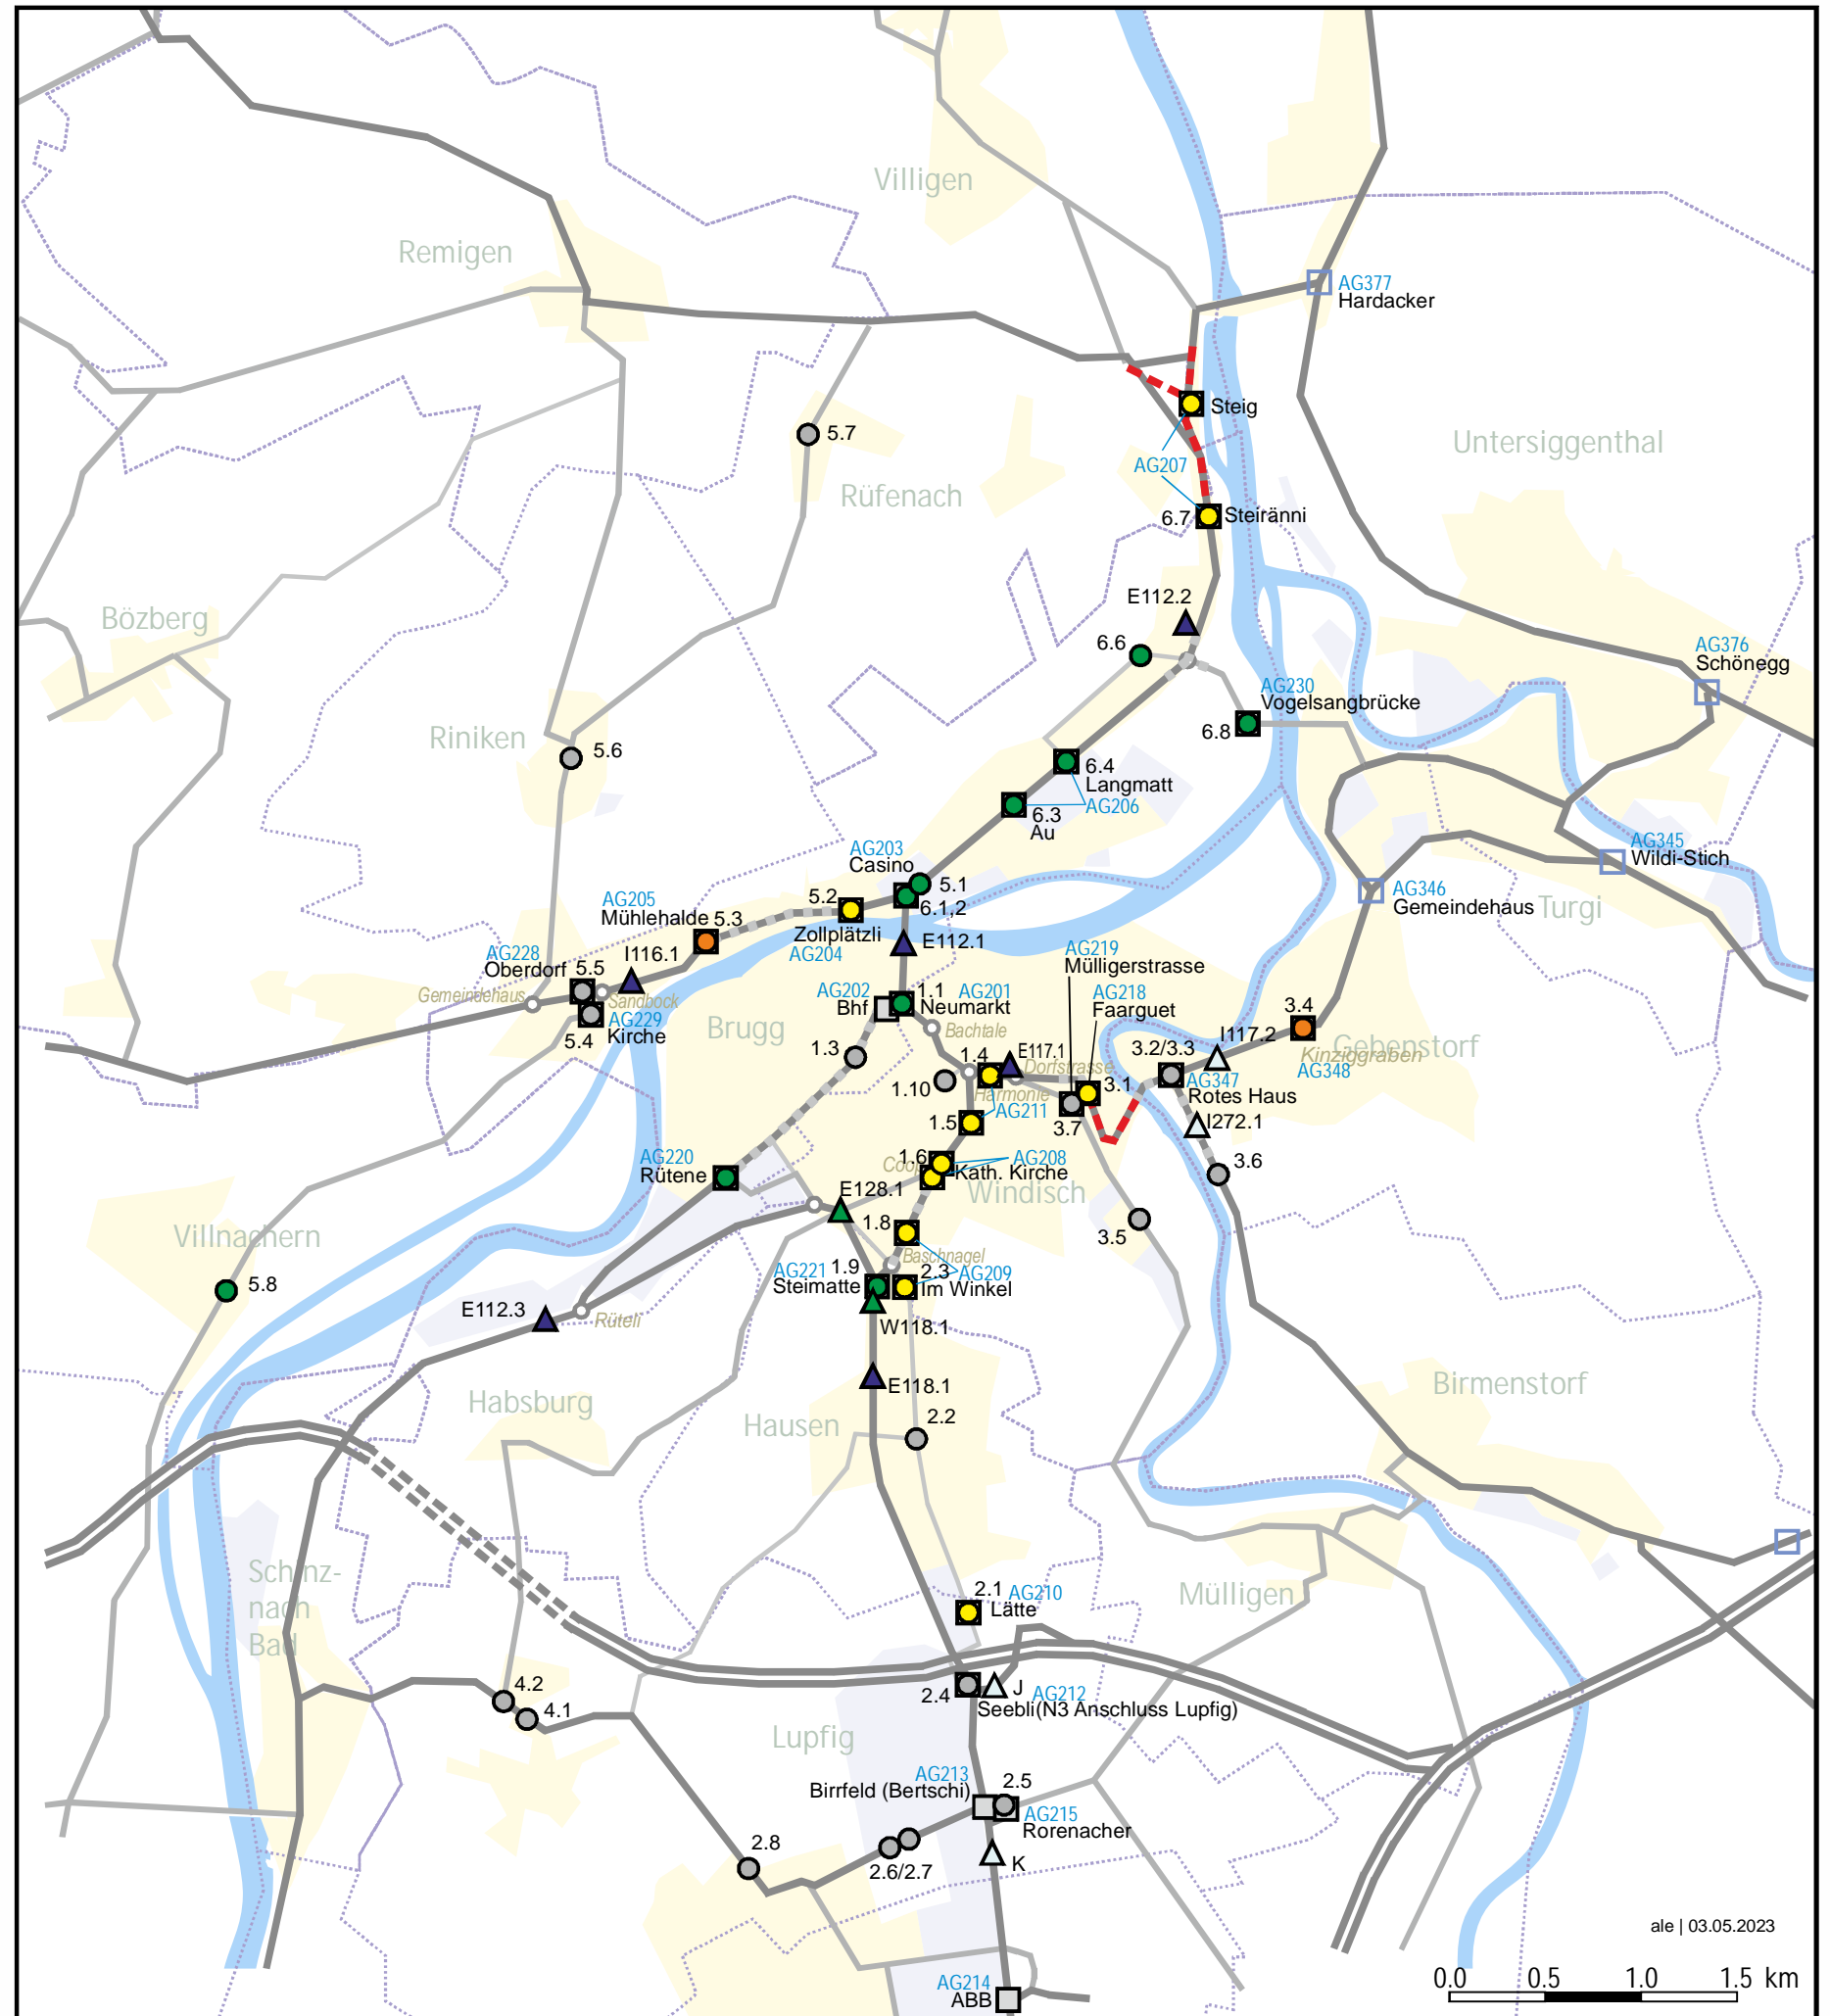 Villigen
Remigen
AG377
Hardacker
Steig
5.7
Untersiggenthal
AG207
Rüfenach
6.7
Steiränni
E112.2
Bözberg
6.6
AG376
Schönegg
AG230
Vogelsangbrücke
Riniken
5.6
6.8
6.4
Langmatt
AG206
6.3
Au
AG203
Casino
AG345
Wildi-Stich
5.1
5.2
6.1,2
AG205
Mühlehalde
5.3
AG346
Gemeindehaus
Turgi
Zollplätzli
AG204
E112.1
AG219
Mülligerstrasse
AG228
Oberdorf
5.5
I116.1
Gemeindehaus
Sandbock
AG202
Bhf
1.1
AG201
Neumarkt
AG218
Faarguet
3.4
AG229
Kirche
5.4
Brugg
Bachtale
I117.2
Gebenstorf
1.3
1.4
E117.1
Dorfstrasse
3.2/3.3
Kinziggraben
AG348
1.10
Harmonie
3.1
AG347
Rotes Haus
AG211
1.5
3.7
I272.1
AG220
Rütene
1.6
Coop
AG208
Kath. Kirche
3.6
E128.1
Windisch
Villnachern
1.8
3.5
Baschnagel
5.8
AG221
Steimatte
1.9
2.3
AG209
Im Winkel
E112.3
Rüteli
W118.1
E118.1
Birmenstorf
Habsburg
Hausen
2.2
Schinz-
nach
Bad
2.1
AG210
Lätte
Mülligen
4.2
4.1
2.4
J
AG212
Seebli(N3 Anschluss Lupfig)
Lupfig
AG213
Birrfeld (Bertschi)
2.5
AG215
Rorenacher
2.8
2.6/2.7
K
ale | 03.05.2023
AG214
ABB
0.0 0.5 1.0 1.5 km